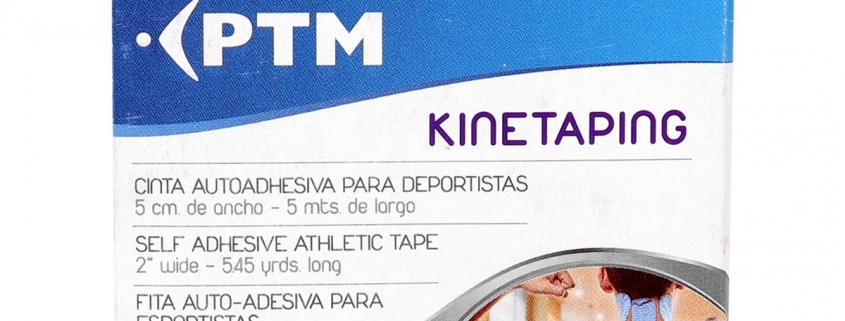 PTM
KINETAPING
CINTA AUTOADHESIVA PARA DEPORTISTAS
5 cm. de ancho - 5 mts. de largo
SELF ADHESIVE ATHLETIC TAPE
2" wide - 5.45 yrds. long
FITA AUTO-ADESIVA PARA
ESPORTISTAS